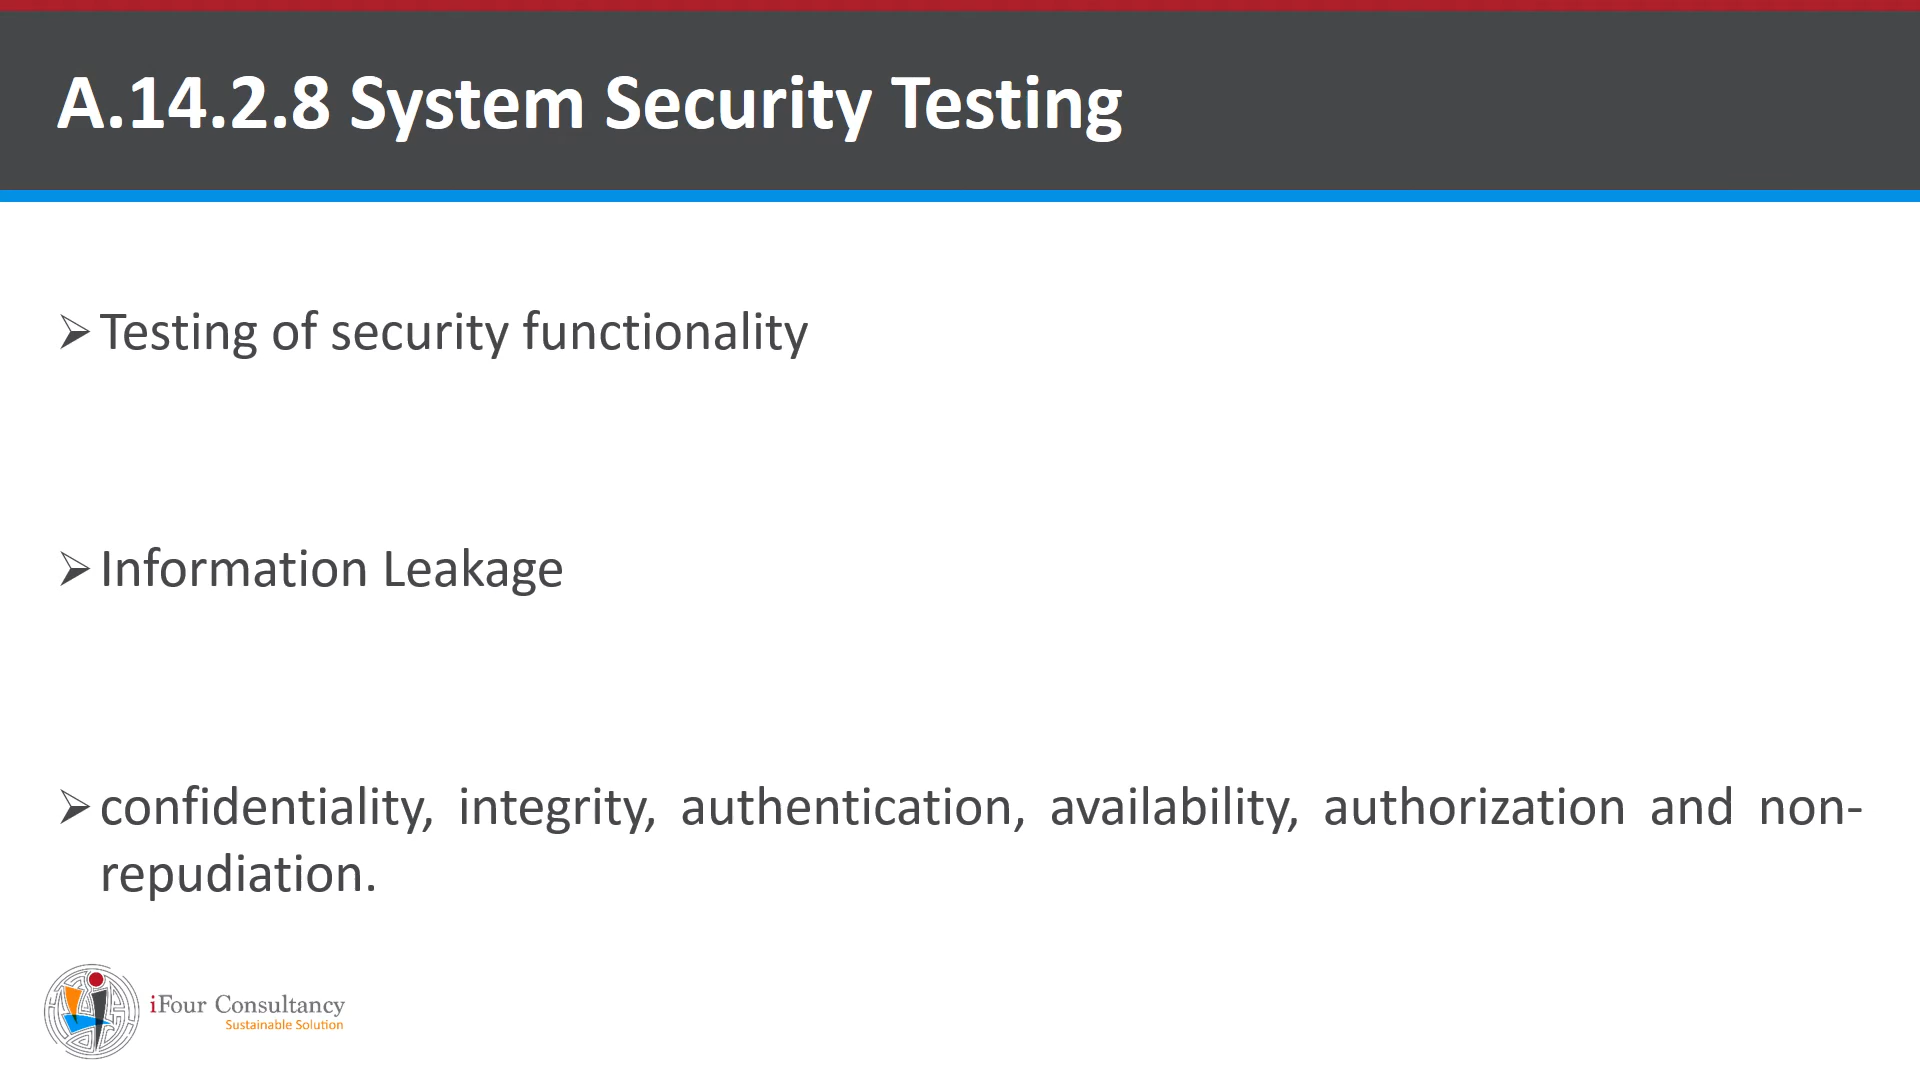 A.14.2.8 System Security Testing
➢Testing of security functionality
➢Information Leakage
➢confidentiality, integrity, authentication, availability, authorization and non-
repudiation.
iFour Consultancy
Sustainable Solution